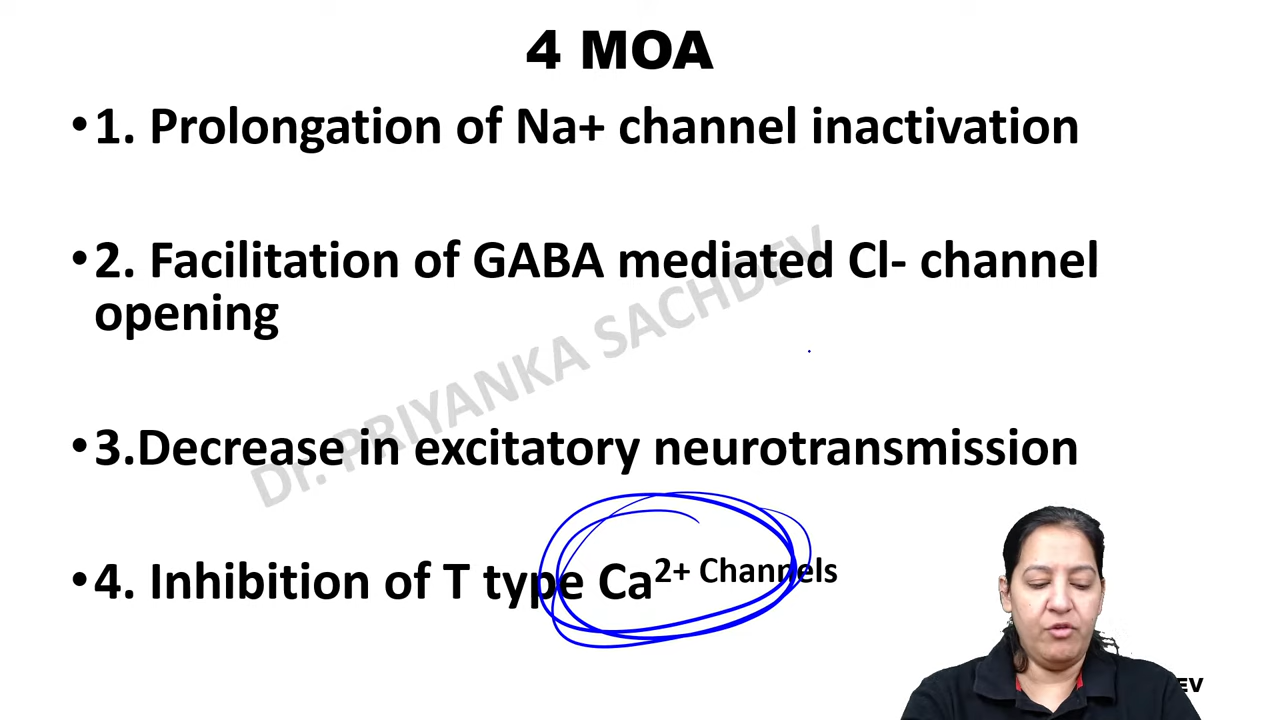 4 MOA
•1. Prolongation of Na+ channel inactivation
•2. Facilitation of GABA mediated Cl- channel
opening
Dr. PRIYANKA SACHDEV
•3.Decrease in excitatory neurotransmission
•4. Inhibition of T type Ca2+ Channels
EV